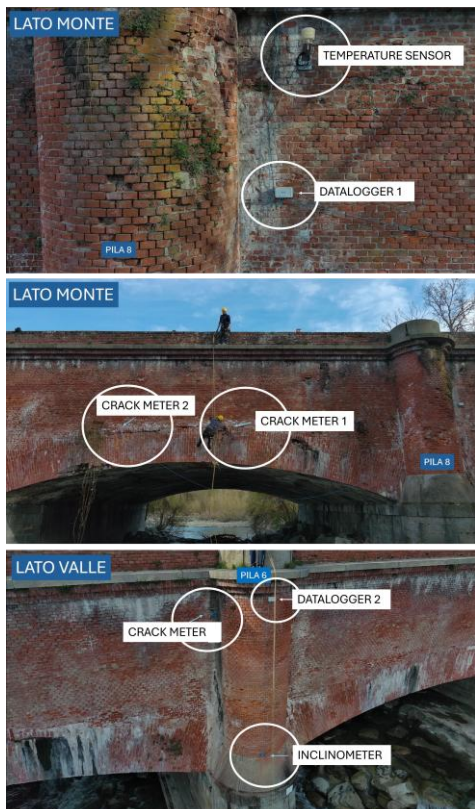 LATO MONTE
TEMPERATURE SENSOR
DATALOGGER 1
PILA 8
LATO MONTE
CRACK METER 2
CRACK METER 1
PILA 8
LATO VALLE
PILA 6
DATALOGGER 2
CRACK METER
INCLINOMETER